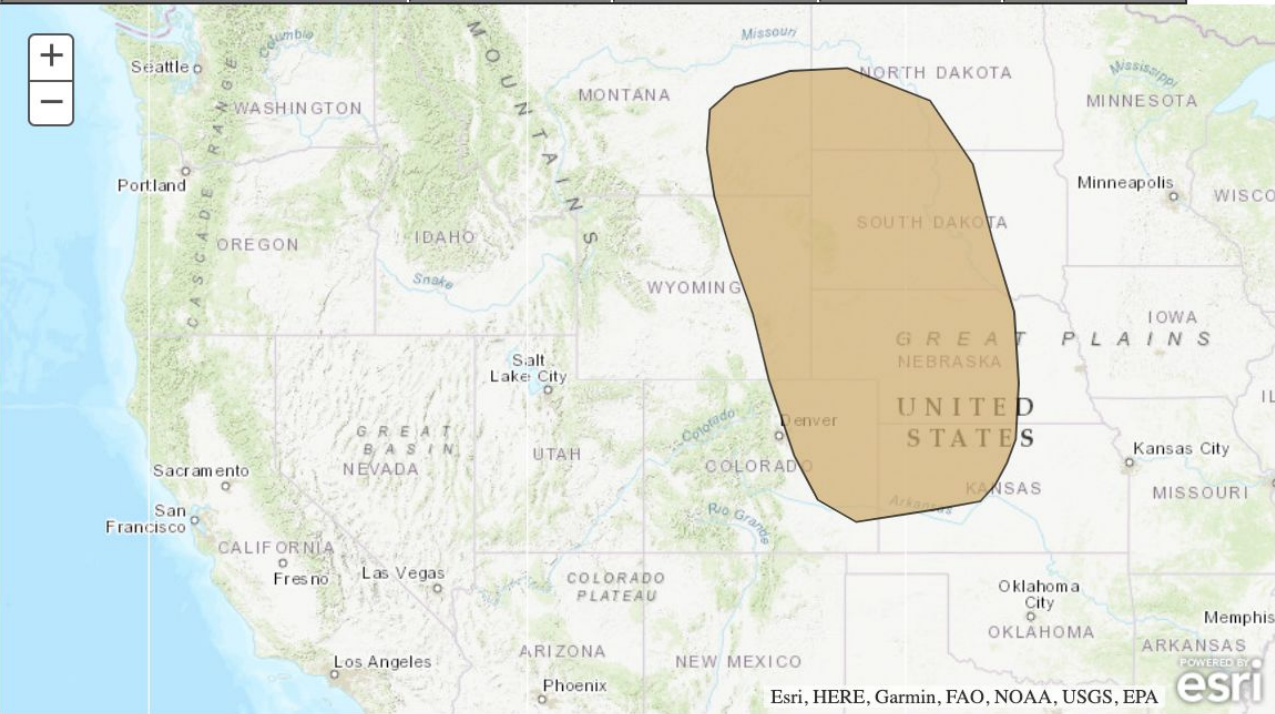 +
−
Seattle
Columbia
WASHINGTON
MOUNTAINS
MONTANA
Missouri
NORTH DAKOTA
Mississippi
MINNESOTA
CASCADE RANGE
Portland
Minneapolis
WISCO
OREGON
IDAHO
SOUTH DAKOTA
Snake
WYOMING
IOWA
GREAT PLAINS
NEBRASKA
Salt
Lake City
UNITED
STATES
IL
Denver
Colorado
GREAT
BASIN
NEVADA
UTAH
COLORADO
Kansas City
MISSOURI
Sacramento
KANSAS
Arkansas
San
Francisco
Rio Grande
CALIFORNIA
Fresno
Las Vegas
COLORADO
PLATEAU
Oklahoma
City
OKLAHOMA
Memphis
ARKANSAS
Los Angeles
ARIZONA
NEW MEXICO
Phoenix
Esri, HERE, Garmin, FAO, NOAA, USGS, EPA
POWERED BY
esri